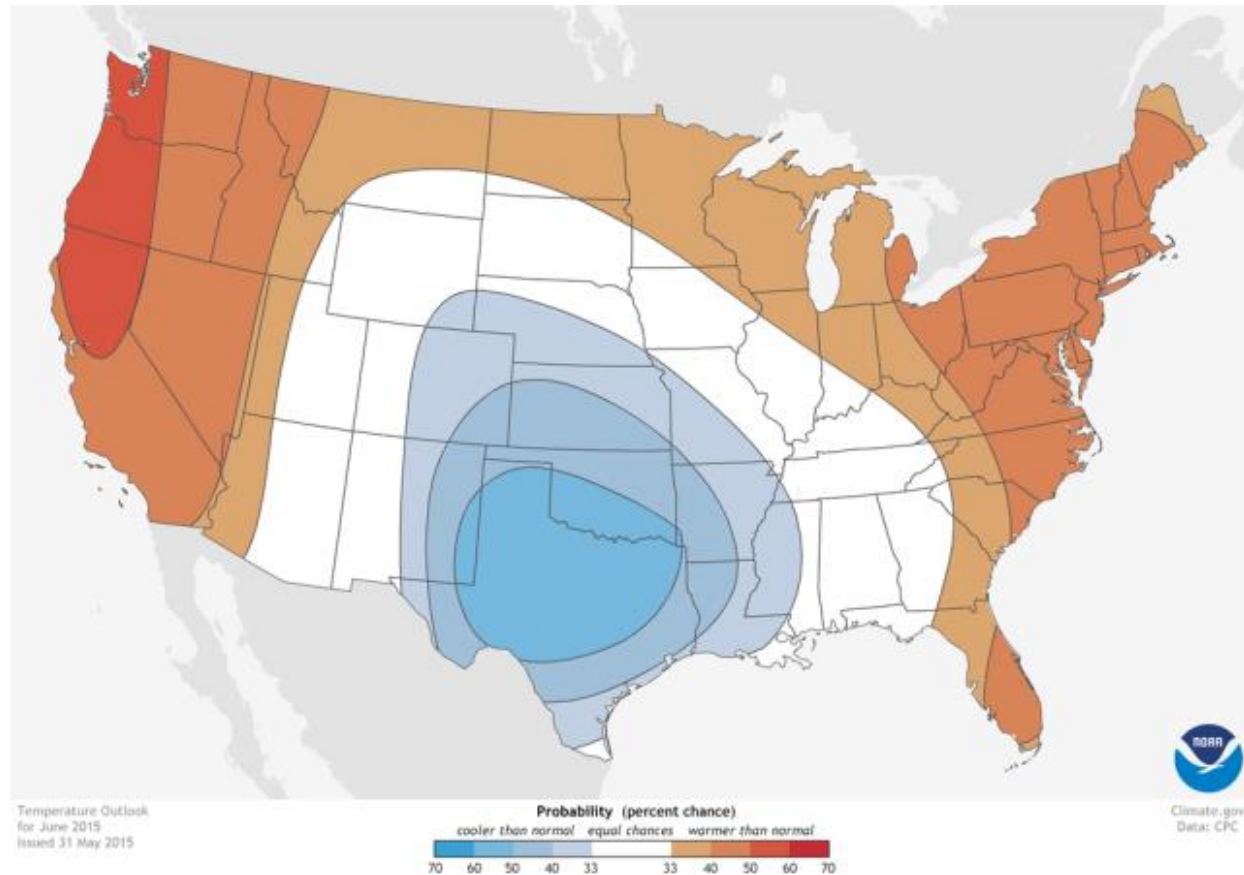 NOAA
Temperature Outlook
for June 2015
Issued 31 May 2015
Probability (percent chance)
cooler than normal equal chances warmer than normal
70 60 50 40 33 33 40 50 60 70
Climate.gov
Data: CPC